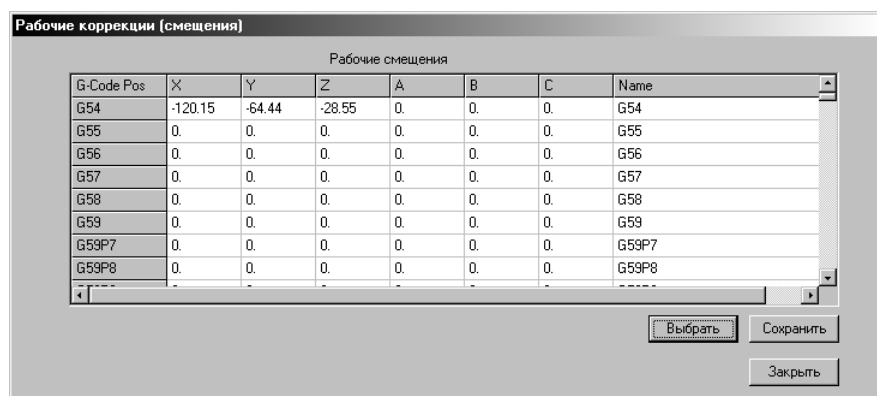 Рабочие коррекции (смещения)
Рабочие смещения
G-Code Pos X Y Z A B C Name
G54 -120.15 -64.44 -28.55 0. 0. 0. G54
G55 0. 0. 0. 0. 0. 0. G55
G56 0. 0. 0. 0. 0. 0. G56
G57 0. 0. 0. 0. 0. 0. G57
G58 0. 0. 0. 0. 0. 0. G58
G59 0. 0. 0. 0. 0. 0. G59
G59P7 0. 0. 0. 0. 0. 0. G59P7
G59P8 0. 0. 0. 0. 0. 0. G59P8
Выбрать Сохранить
Закрыть